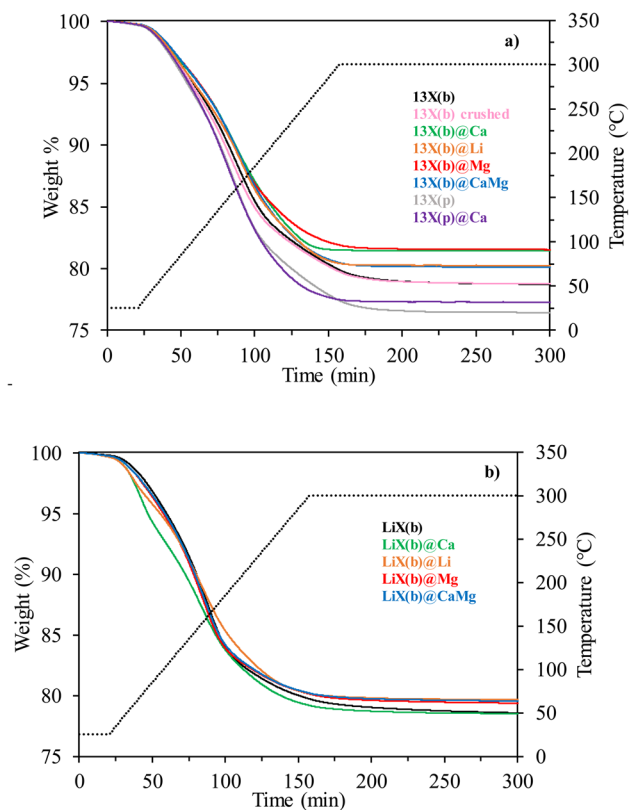 a)
100
95
90
85
80
75
Weight %
350
300
250
200
150
100
50
0
Temperature (°C)
13X(b)
13X(b) crushed
13X(b)@Ca
13X(b)@Li
13X(b)@Mg
13X(b)@CaMg
13X(p)
13X(p)@Ca
0 50 100 150 200 250 300
Time (min)
-
b)
100
95
90
85
80
75
Weight (%)
350
300
250
200
150
100
50
0
Temperature (°C)
LiX(b)
LiX(b)@Ca
LiX(b)@Li
LiX(b)@Mg
LiX(b)@CaMg
0 50 100 150 200 250 300
Time (min)